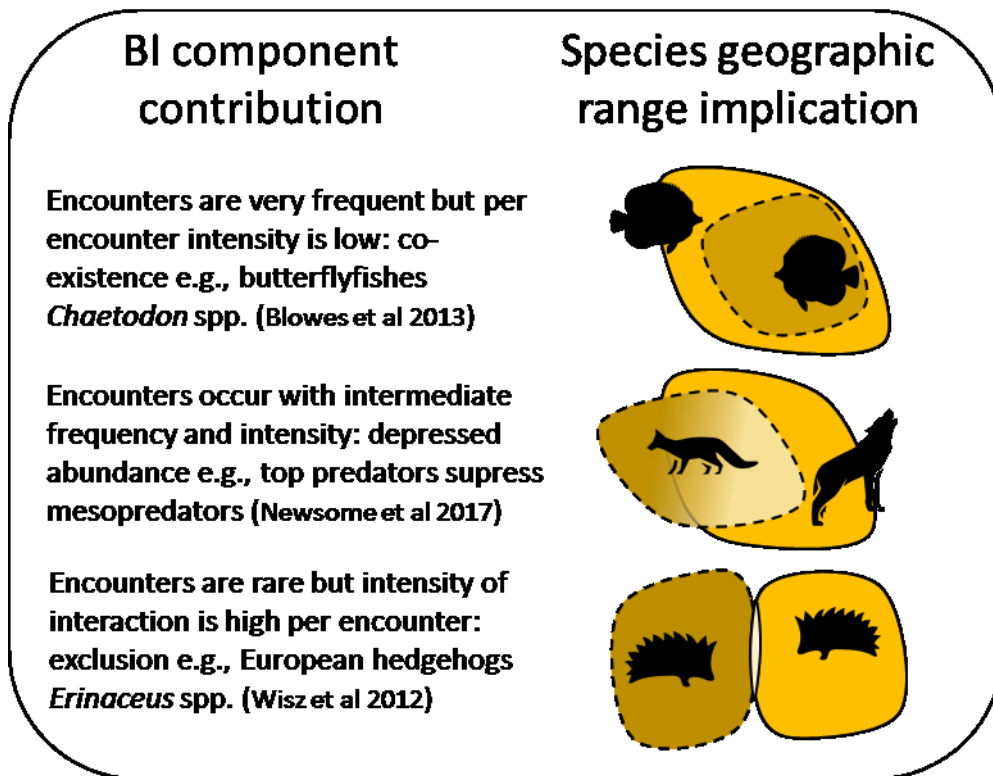 BI component
contribution
Species geographic
range implication
Encounters are very frequent but per
encounter intensity is low: co-
existence e.g., butterflyfishes
Chaetodon spp. (Blowes et al 2013)
Encounters occur with intermediate
frequency and intensity: depressed
abundance e.g., top predators supress
mesopredators (Newsome et al 2017)
Encounters are rare but intensity of
interaction is high per encounter:
exclusion e.g., European hedgehogs
Erinaceus spp. (Wisz et al 2012)